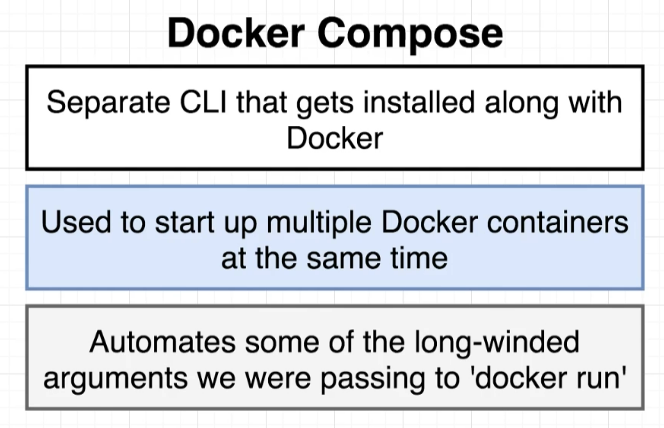 Docker Compose
Separate CLI that gets installed along with
Docker
Used to start up multiple Docker containers
at the same time
Automates some of the long-winded
arguments we were passing to 'docker run'